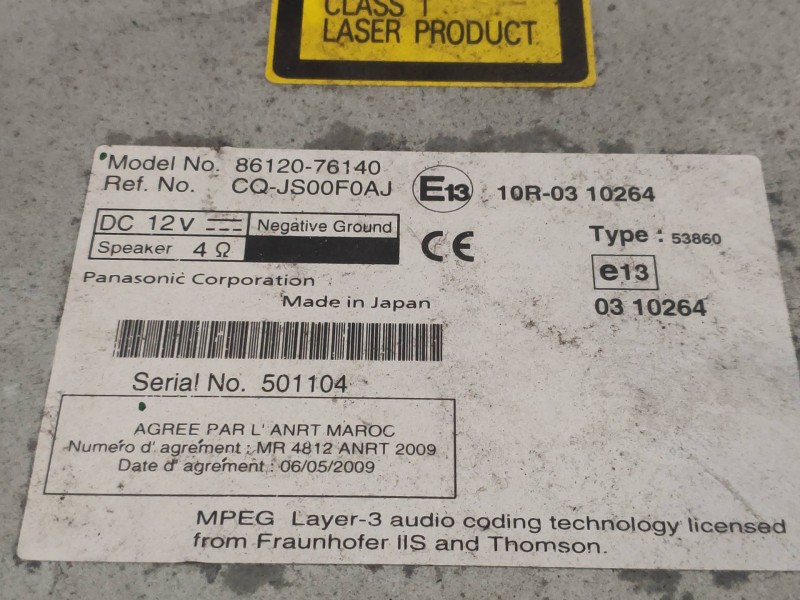 CLASS 1
LASER PRODUCT
Model No. 86120-76140
Ref. No. CQ-JS00F0AJ
E13 10R-03 10264
DC 12V Negative Ground
Speaker 4 Ω
CE
Type : 53860
e13
03 10264
Panasonic Corporation
Made in Japan
Serial No. 501104
AGREE PAR L' ANRT MAROC
Numero d' agrement : MR 4812 ANRT 2009
Date d' agrement : 06/05/2009
MPEG Layer-3 audio coding technology licensed
from Fraunhofer IIS and Thomson.